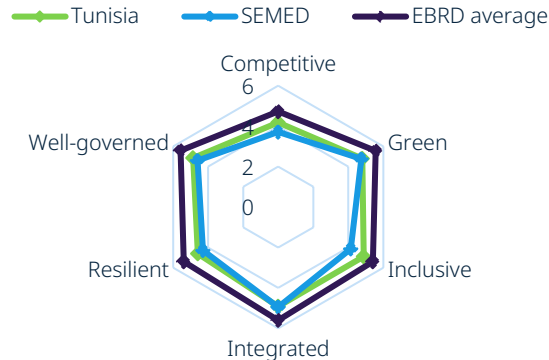 Tunisia SEMED EBRD average
Competitive
6
4
Well-governed Green
2
0
Resilient Inclusive
Integrated